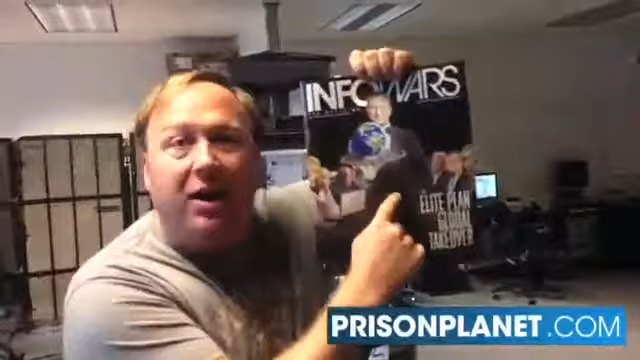 INFOWARS
ELITE PLAN
GLOBAL
TAKEOVER
PRISONPLANET.COM